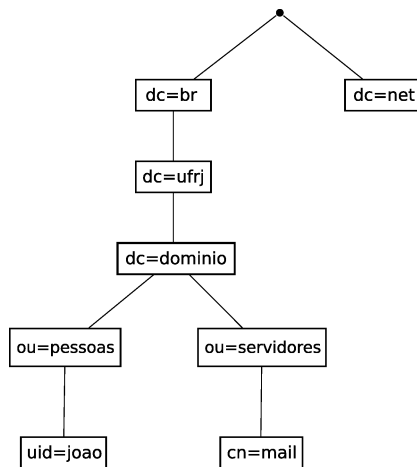 dc=br
dc=net
dc=ufrj
dc=dominio
ou=pessoas
ou=servidores
uid=joao
cn=mail